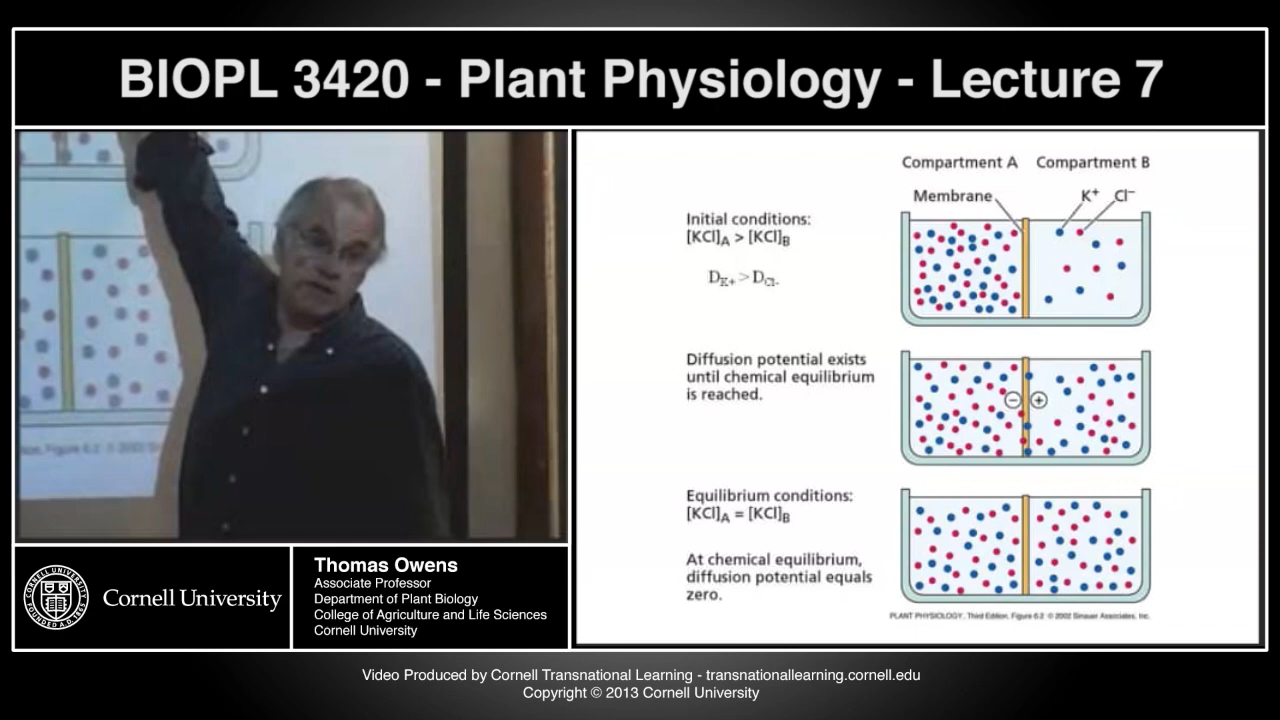 BIOPL 3420 - Plant Physiology - Lecture 7
Compartment A Compartment B
Membrane K⁺ Cl⁻
Initial conditions:
[KCl]A > [KCl]B
DK+ > DCl-
Diffusion potential exists
until chemical equilibrium
is reached.
− +
Equilibrium conditions:
[KCl]A = [KCl]B
At chemical equilibrium,
diffusion potential equals
zero.
PLANT PHYSIOLOGY, Third Edition, Figure 6.2 © 2002 Sinauer Associates, Inc.
Cornell University
Thomas Owens
Associate Professor
Department of Plant Biology
College of Agriculture and Life Sciences
Cornell University
Video Produced by Cornell Transnational Learning - transnationallearning.cornell.edu
Copyright © 2013 Cornell University